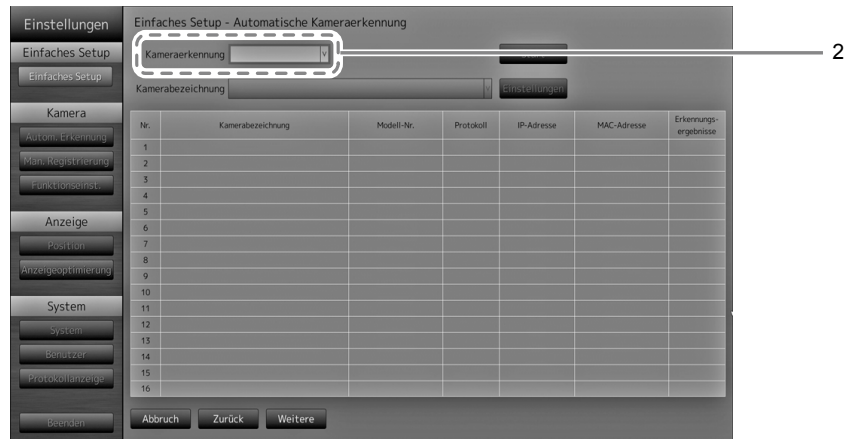 Einstellungen
Einfaches Setup
Einfaches Setup
Kamera
Autom. Erkennung
Man. Registrierung
Funktionseinst.
Anzeige
Position
Anzeigeoptimierung
System
System
Benutzer
Protokollanzeige
Beenden
Einfaches Setup - Automatische Kameraerkennung
Kameraerkennung
2
Kamerabezeichnung
Einstellungen
Nr. Kamerabezeichnung Modell-Nr. Protokoll IP-Adresse MAC-Adresse Erkennungs-
ergebnisse
1
2
3
4
5
6
7
8
9
10
11
12
13
14
15
16
Abbruch Zurück Weitere